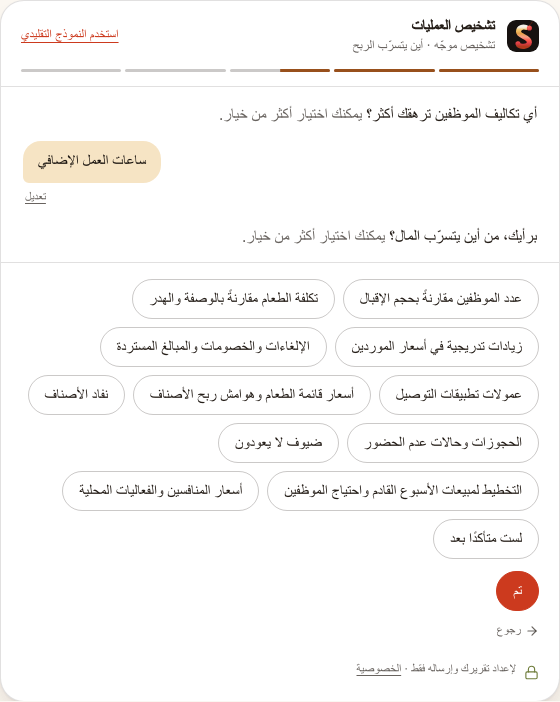 تشخيص العمليات
تشخيص موجّه · أين يتسرّب الربح
استخدم النموذج التقليدي
أي تكاليف الموظفين ترهقك أكثر؟ يمكنك اختيار أكثر من خيار.
ساعات العمل الإضافي
تعديل
برأيك، من أين يتسرّب المال؟ يمكنك اختيار أكثر من خيار.
عدد الموظفين مقارنةً بحجم الإقبال
تكلفة الطعام مقارنةً بالوصفة والهدر
زيادات تدريجية في أسعار الموردين
الإلغاءات والخصومات والمبالغ المستردة
عمولات تطبيقات التوصيل
أسعار قائمة الطعام وهوامش ربح الأصناف
نفاد الأصناف
الحجوزات وحالات عدم الحضور
ضيوف لا يعودون
التخطيط لمبيعات الأسبوع القادم واحتياج الموظفين
أسعار المنافسين والفعاليات المحلية
لست متأكدًا بعد
تم
رجوع
لإعداد تقريرك وإرساله فقط · الخصوصية